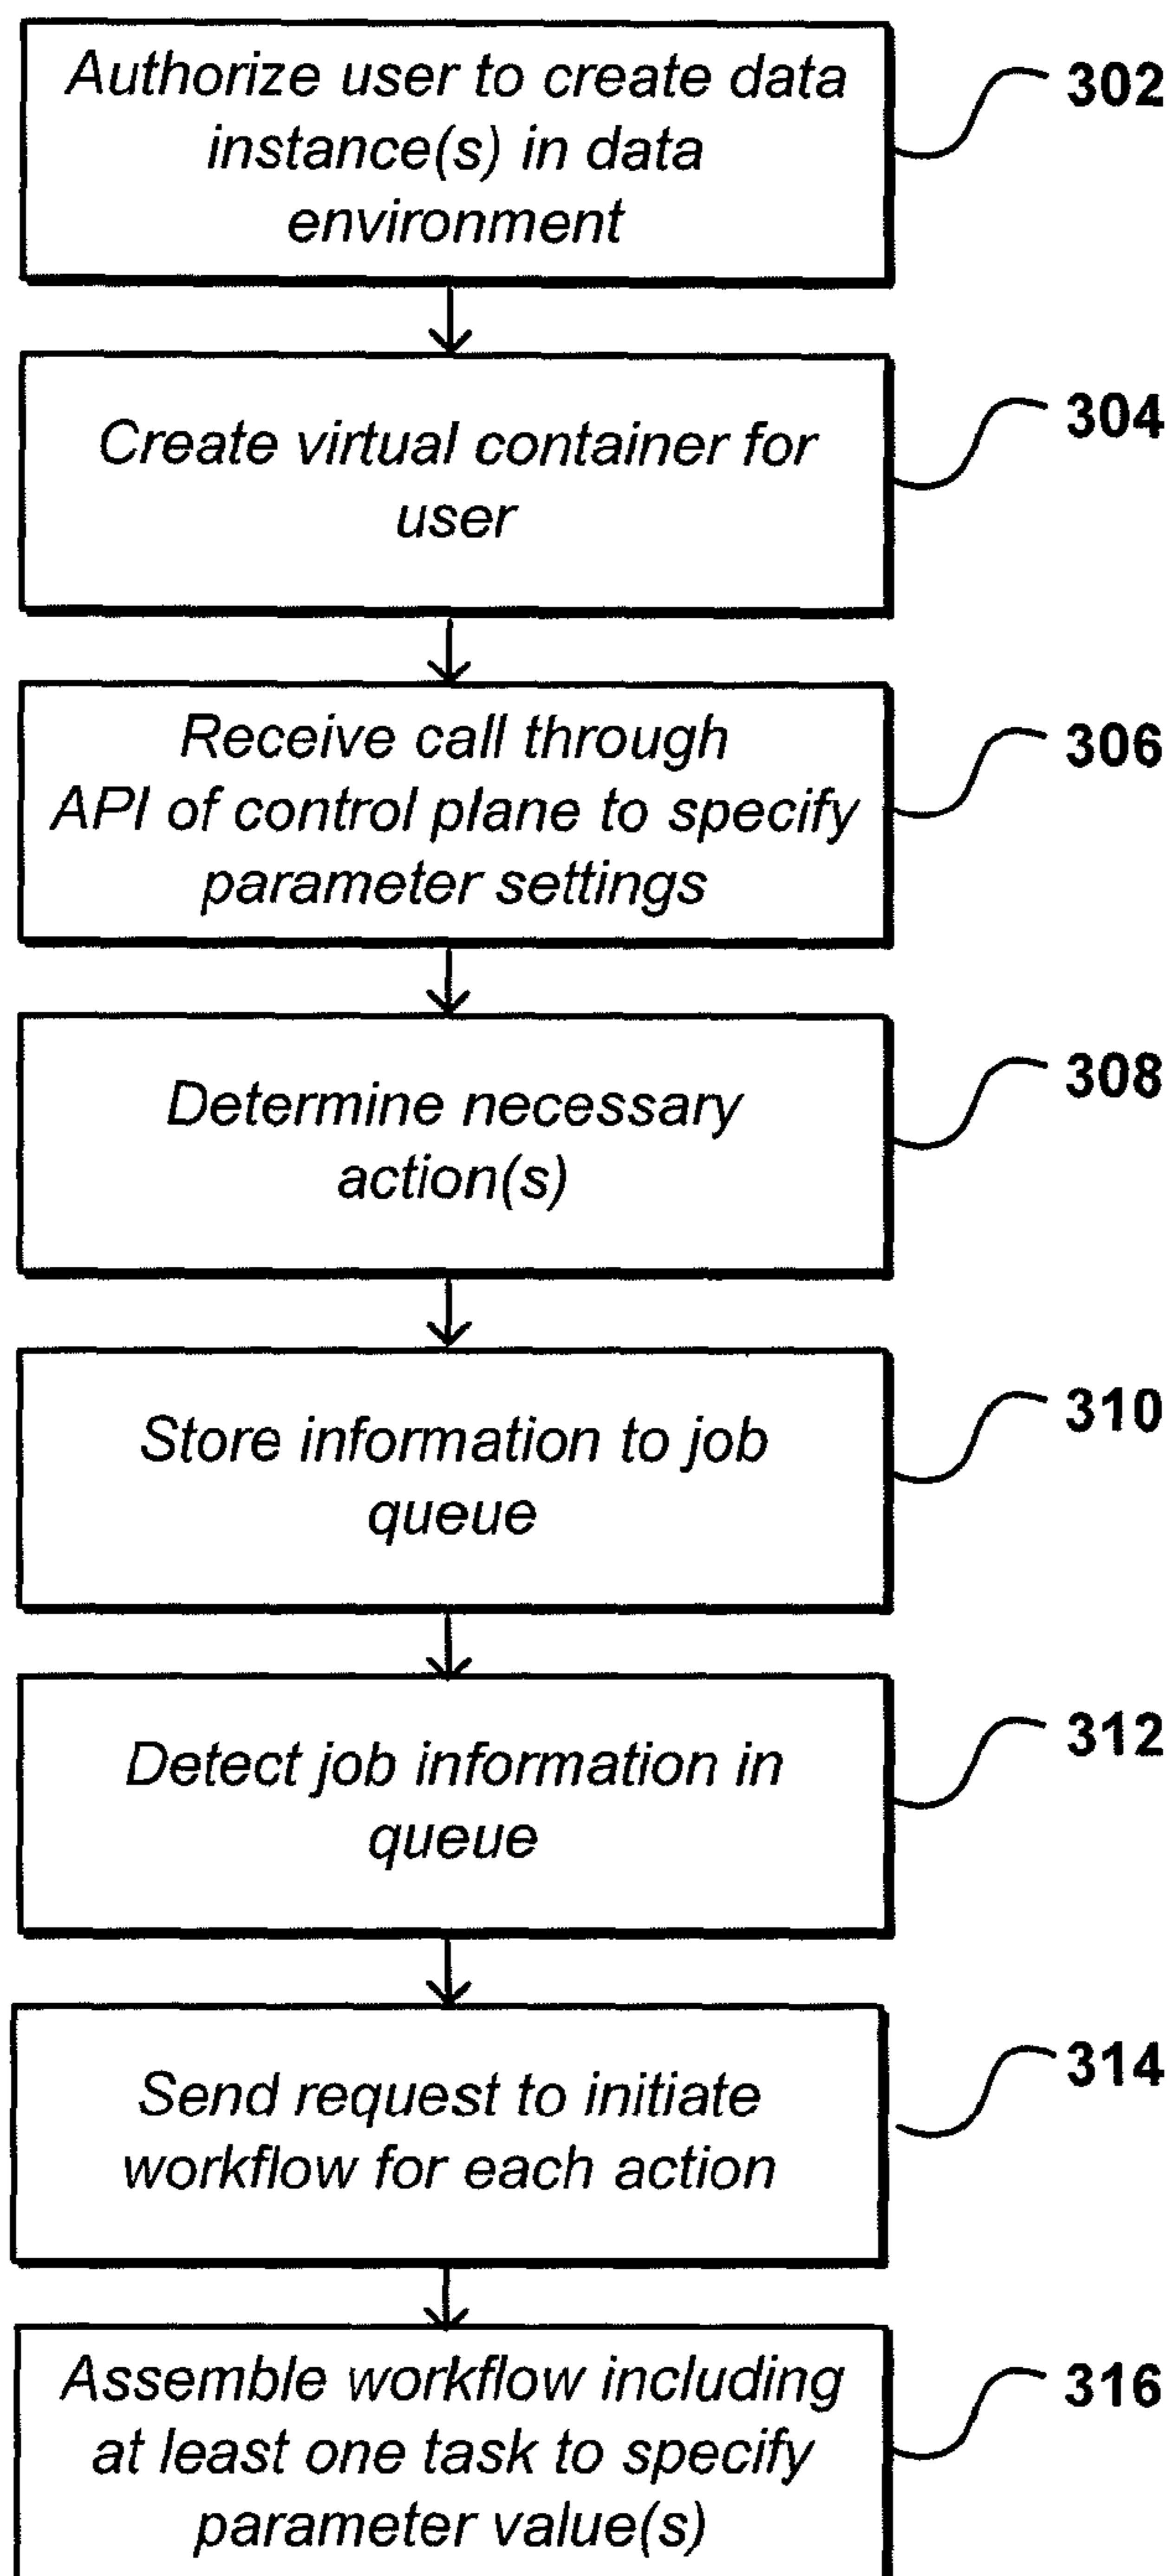 Authorize user to create data
instance(s) in data
environment
302
Create virtual container for
user
304
Receive call through
API of control plane to specify
parameter settings
306
Determine necessary
action(s)
308
Store information to job
queue
310
Detect job information in
queue
312
Send request to initiate
workflow for each action
314
Assemble workflow including
at least one task to specify
parameter value(s)
316